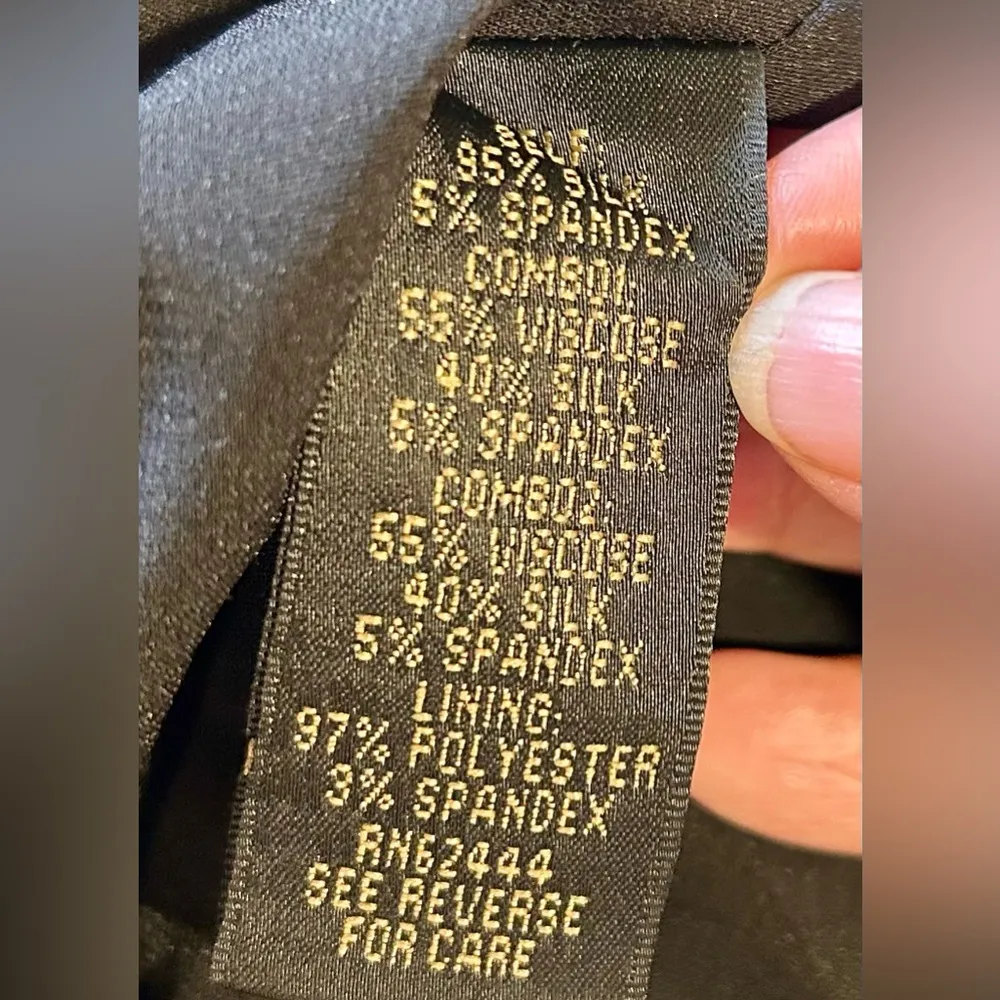 SELF:
95% SILK
5% SPANDEX
COMBO1:
55% VISCOSE
40% SILK
5% SPANDEX
COMBO2:
55% VISCOSE
40% SILK
5% SPANDEX
LINING:
97% POLYESTER
3% SPANDEX
RN62444
SEE REVERSE
FOR CARE